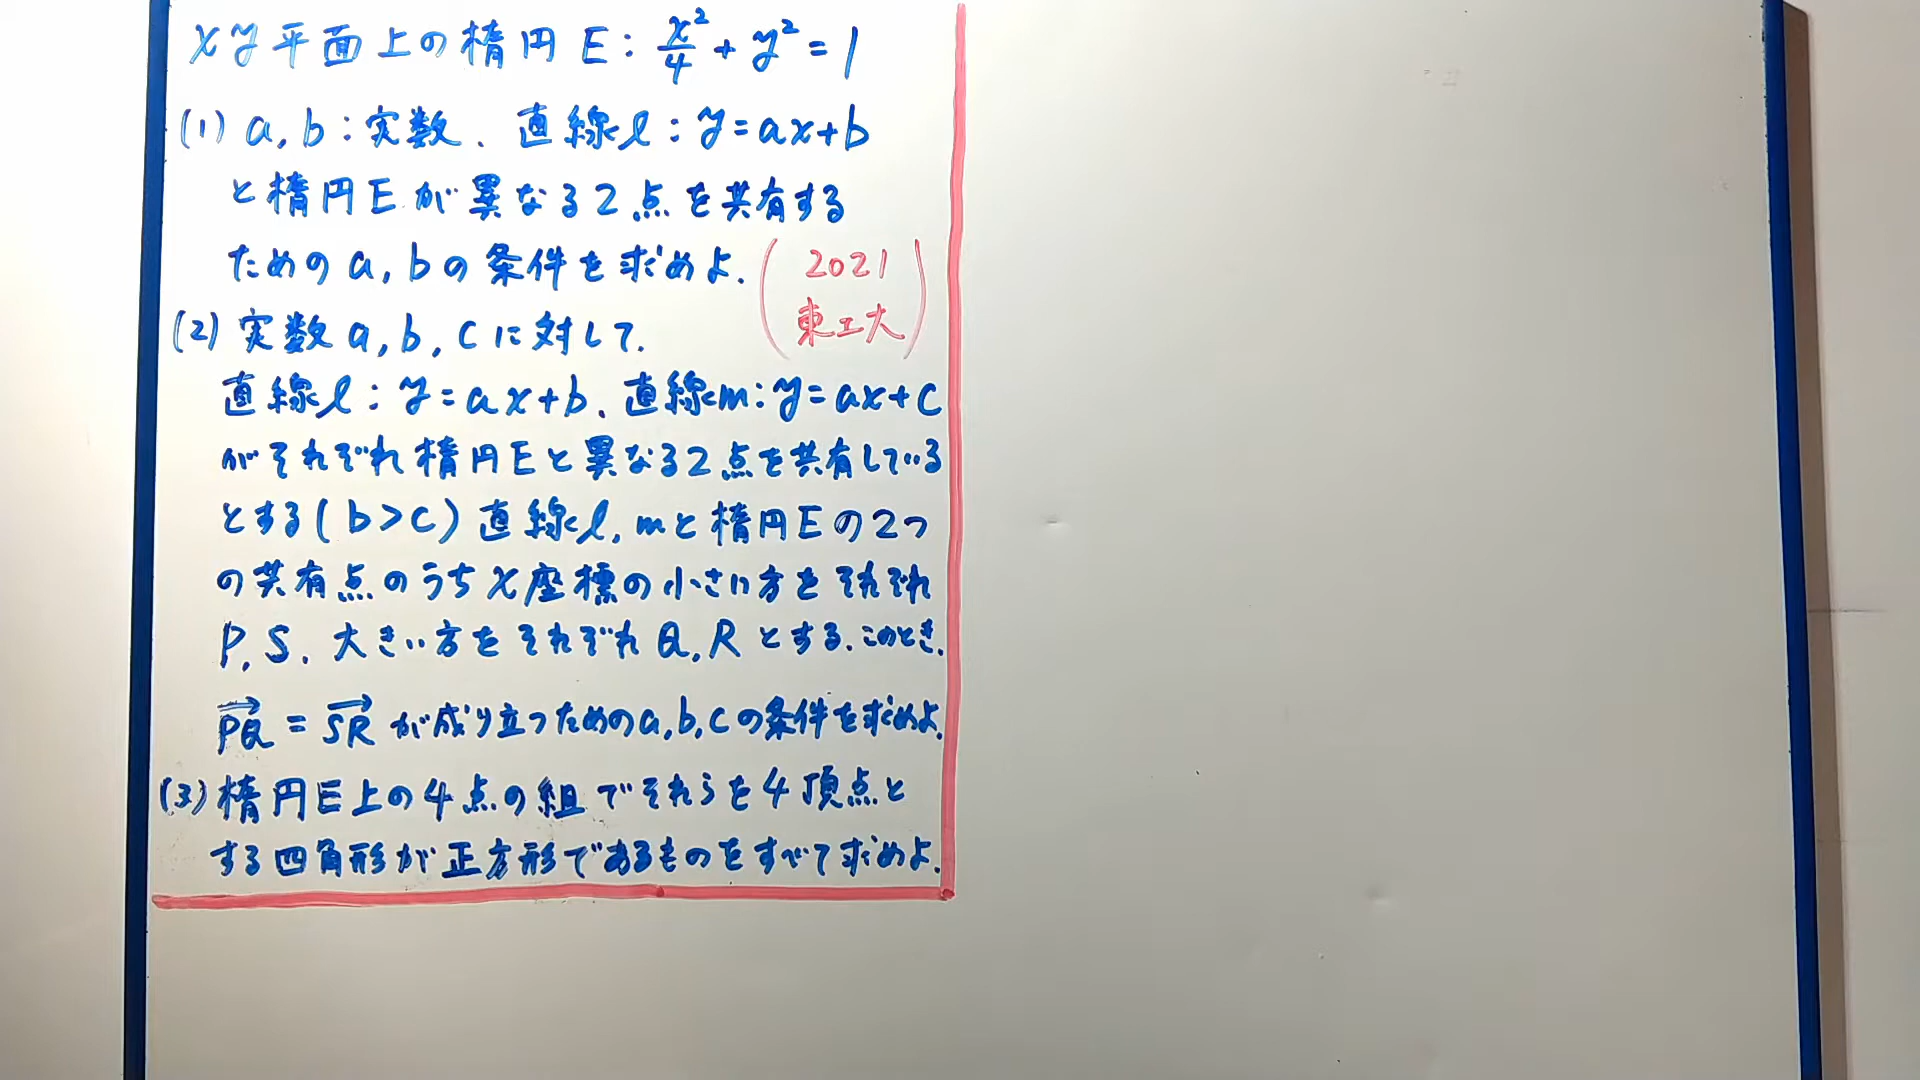 xy平面上の楕円E: x²/4 + y² = 1
(1) a, b : 実数、直線l : y=ax+b
と楕円Eが異なる2点を共有する
ためのa, bの条件を求めよ.
(2021
東工大)
(2) 実数a, b, cに対して.
直線l : y=ax+b、直線m : y=ax+c
がそれぞれ楕円Eと異なる2点を共有している
とする(b>c) 直線l, mと楕円Eの2つ
の共有点のうちx座標の小さい方をそれぞれ
P, S. 大きい方をそれぞれQ, Rとする. このとき.
→PQ = →SR が成り立つためのa, b, cの条件を求めよ.
(3) 楕円E上の4点の組でそれらを4頂点と
する四角形が正方形であるものをすべて求めよ.